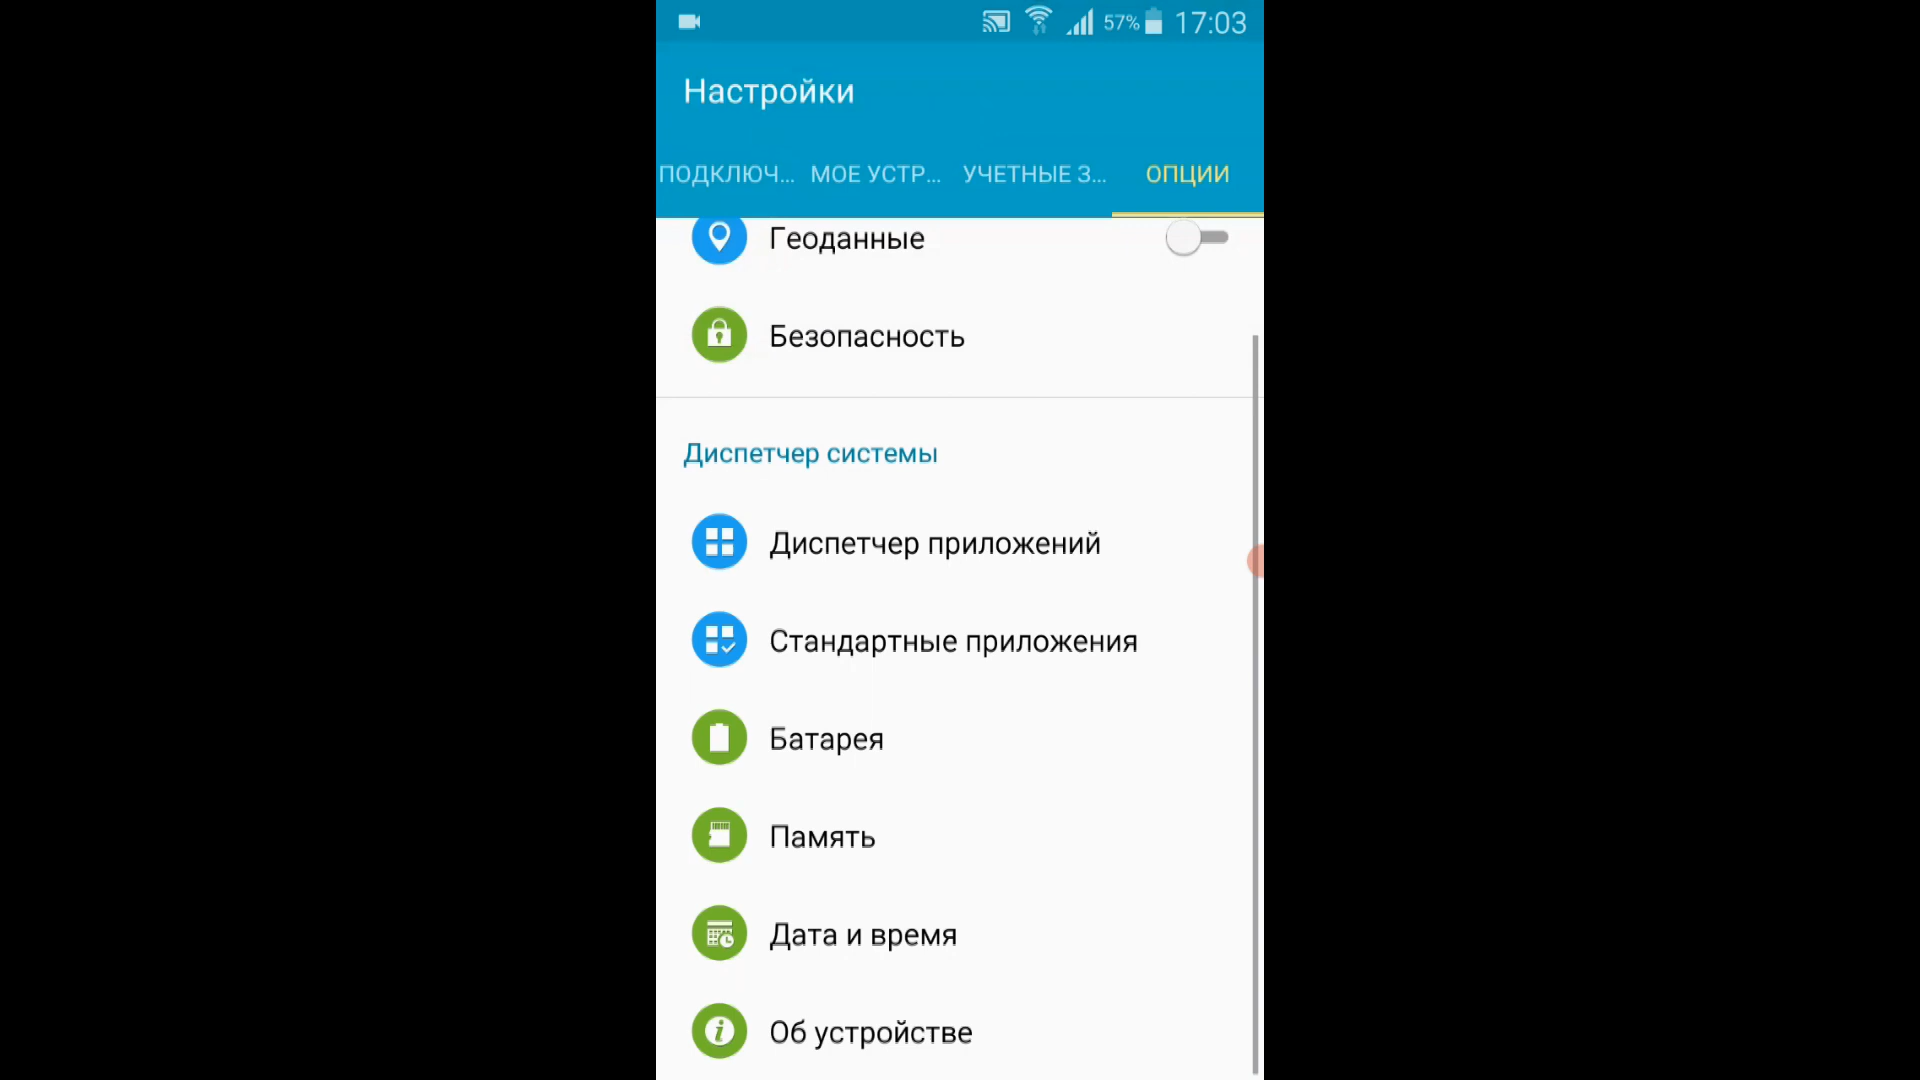 57% 17:03
Настройки
ПОДКЛЮЧ... МОЕ УСТР... УЧЕТНЫЕ З... ОПЦИИ
Геоданные
Безопасность
Диспетчер системы
Диспетчер приложений
Стандартные приложения
Батарея
Память
Дата и время
Об устройстве